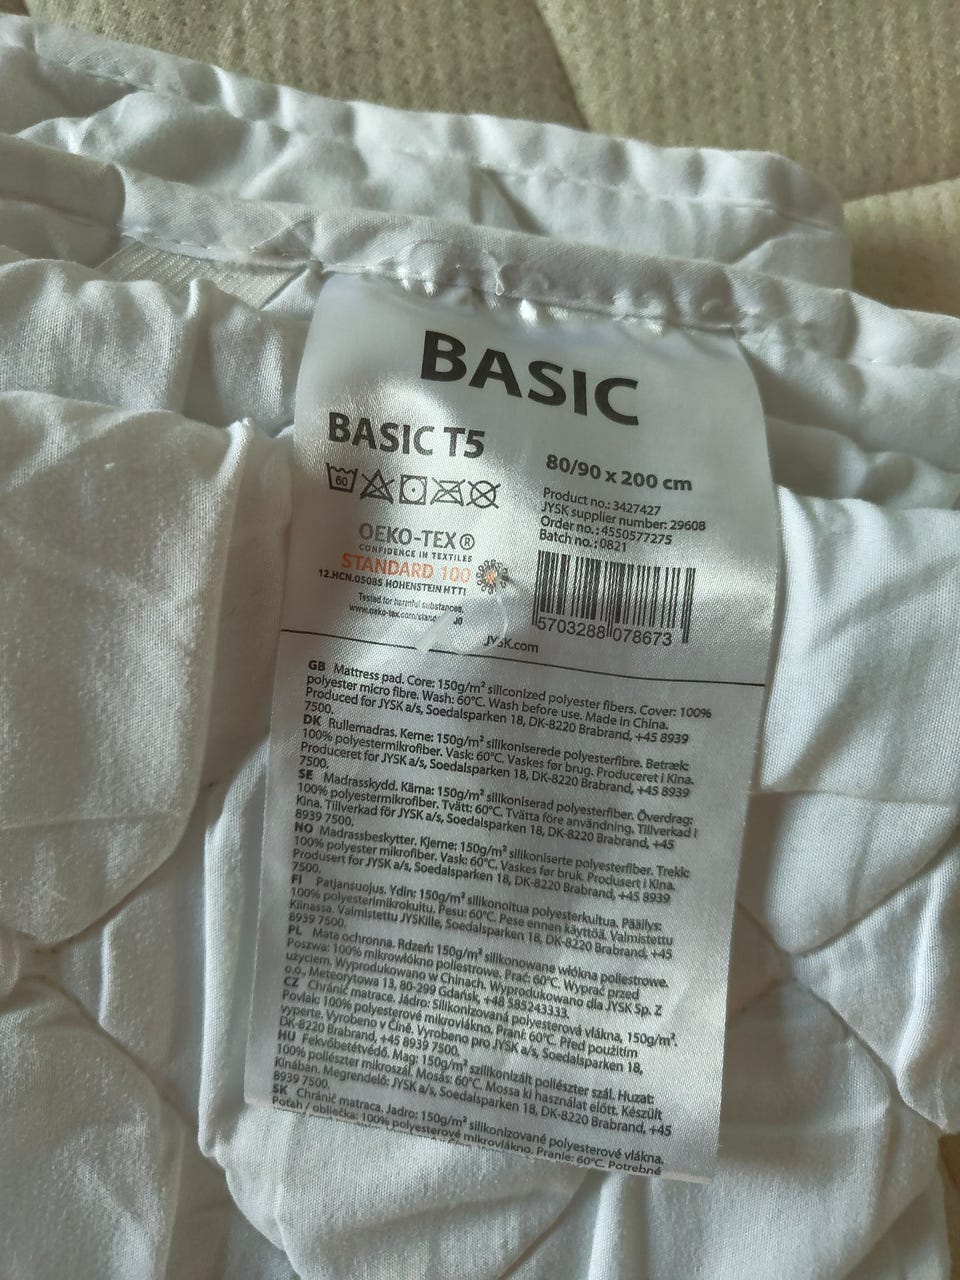 BASIC
BASIC T5
80/90 x 200 cm
60
Product no.: 3427427
JYSK supplier number: 29608
Order no.: 4550577275
Batch no.: 0821
OEKO-TEX®
CONFIDENCE IN TEXTILES
STANDARD 100
12.HCN.05085 HOHENSTEIN HTTI
Tested for harmful substances.
www.oeko-tex.com/stand
5703288 078673
JYSK.com
GB Mattress pad. Core: 150g/m² siliconized polyester fibers. Cover: 100%
polyester micro fibre. Wash: 60°C. Wash before use. Made in China.
Produced for JYSK a/s, Soedalsparken 18, DK-8220 Brabrand, +45 8939
7500.
DK Rullemadras. Kerne: 150g/m² silikoniserede polyesterfibre. Betræk:
100% polyestermikrofiber. Vask: 60°C. Vaskes før brug. Produceret i Kina.
Produceret for JYSK a/s, Soedalsparken 18, DK-8220 Brabrand, +45 8939
7500.
SE Madrasskydd. Kärna: 150g/m² silikoniserad polyesterfiber. Överdrag:
100% polyestermikrofiber. Tvätt: 60°C. Tvätta före användning. Tillverkad i
Kina. Tillverkad för JYSK a/s, Soedalsparken 18, DK-8220 Brabrand, +45
8939 7500.
NO Madrassbeskytter. Kjerne: 150g/m² silikoniserte polyesterfiber. Trekk:
100% polyester mikrofiber. Vask: 60°C. Vaskes før bruk. Produsert i Kina.
Produsert for JYSK a/s, Soedalsparken 18, DK-8220 Brabrand, +45 8939
7500.
FI Patjansuojus. Ydin: 150g/m² silikonoitua polyesterkuitua. Päällys:
100% polyesterimikrokuitu. Pesu: 60°C. Pese ennen käyttöä. Valmistettu
Kiinassa. Valmistettu JYSKille, Soedalsparken 18, DK-8220 Brabrand, +45
8939 7500.
PL Mata ochronna. Rdzeń: 150g/m² silikonowane włókna poliestrowe.
Poszwa: 100% mikrowłókno poliestrowe. Prać: 60°C. Wyprać przed
użyciem. Wyprodukowano w Chinach. Wyprodukowano dla JYSK Sp. Z
o.o., Meteorytowa 13, 80-299 Gdańsk, +48 585243333.
CZ Chránič matrace. Jádro: Silikonizovaná polyesterová vlákna, 150g/m².
Povlak: 100% polyesterové mikrovlákno. Praní: 60°C. Před použitím
vyperte. Vyrobeno v Číně. Vyrobeno pro JYSK a/s, Soedalsparken 18,
DK-8220 Brabrand, +45 8939 7500.
HU Fekvőbetétvédő. Mag: 150g/m² szilikonizált poliészter szál. Huzat:
100% poliészter mikroszál. Mosás: 60°C. Mossa ki használat előtt. Készült
Kínában. Megrendelő: JYSK a/s, Soedalsparken 18, DK-8220 Brabrand, +45
8939 7500.
SK Chránič matraca. Jadro: 150g/m² silikonizované polyesterové vlákna.
Poťah / obliečka: 100% polyesterové mikrovlákno. Pranie: 60°C. Potrebné